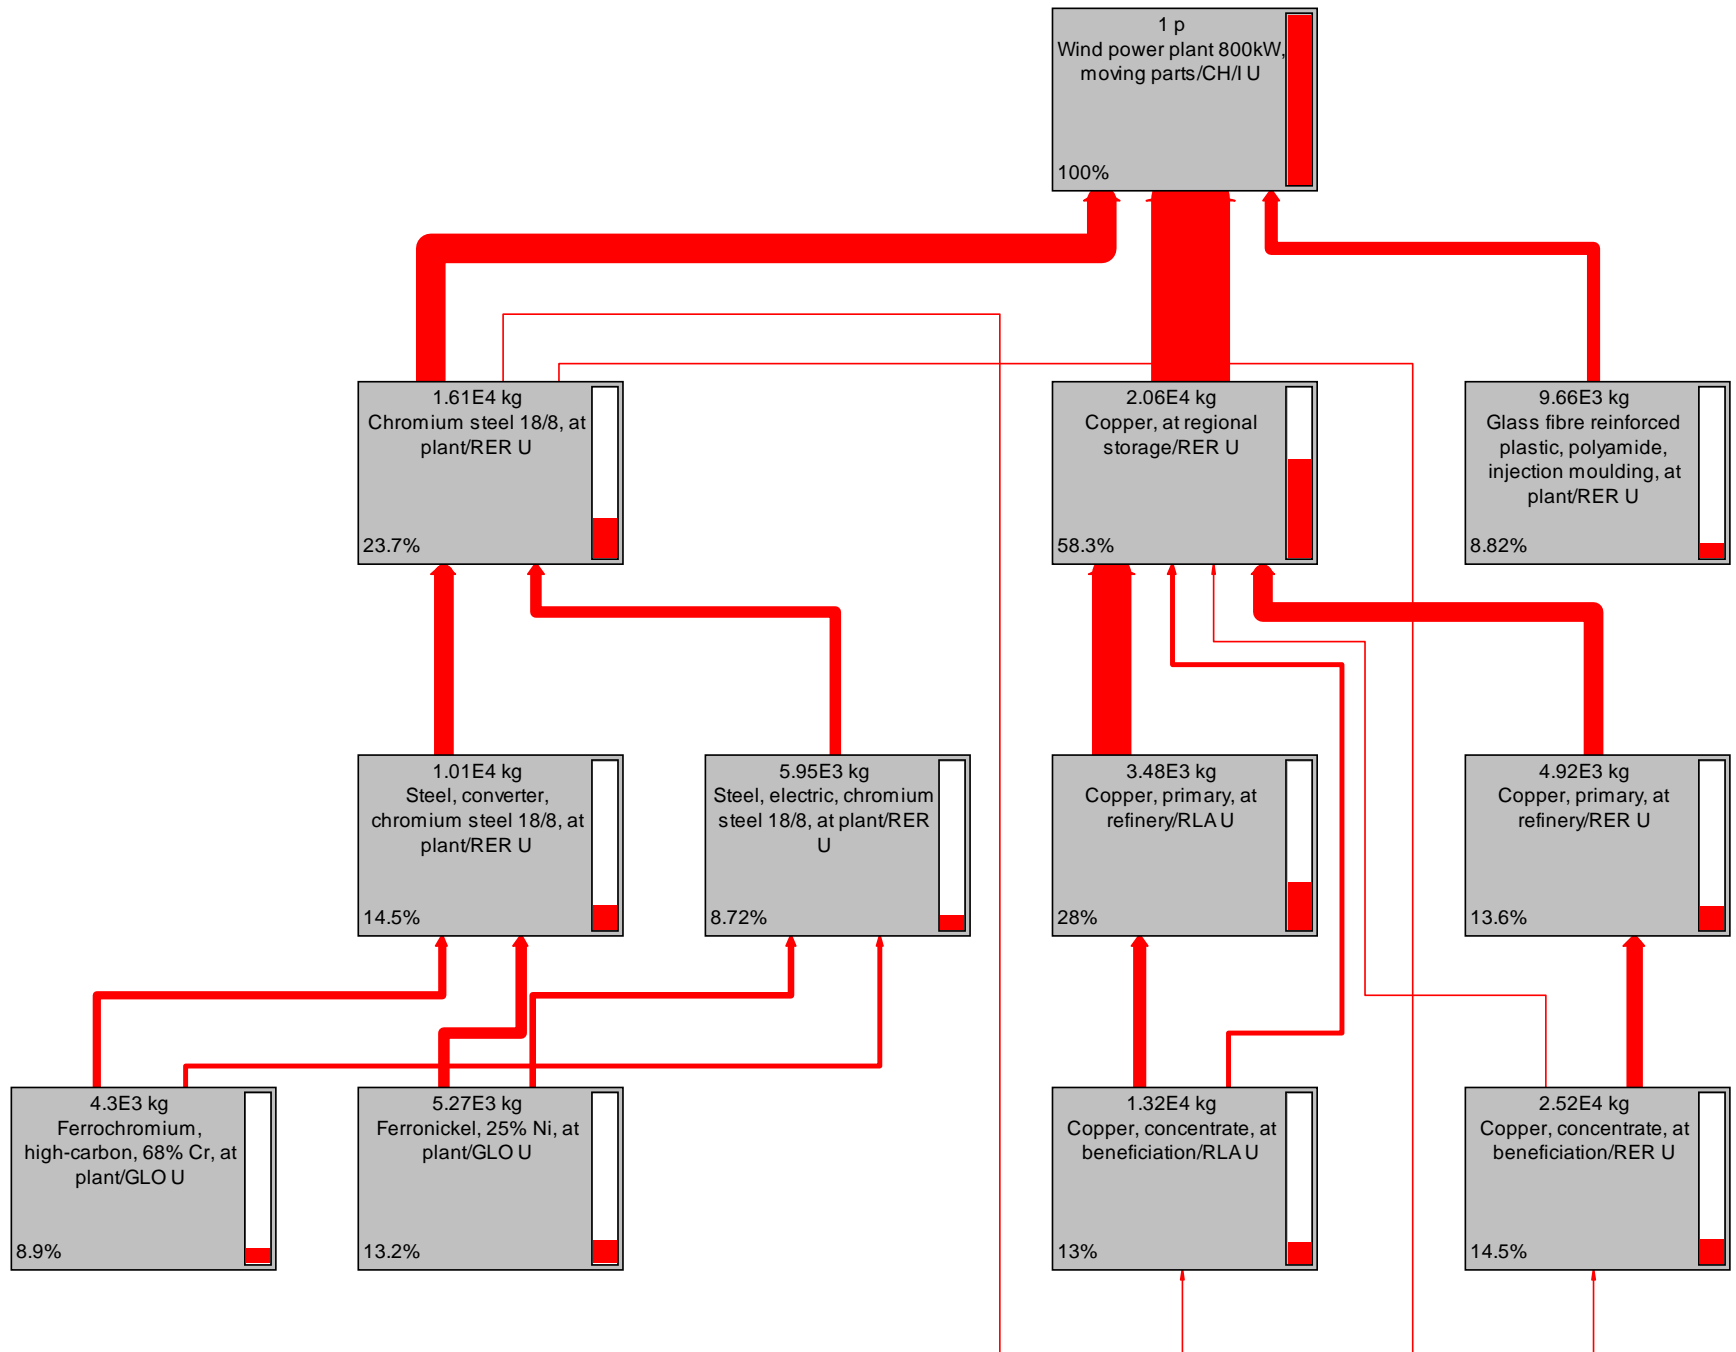 1 p
Wind power plant 800kW,
moving parts/CH/I U
100%
1.61E4 kg
Chromium steel 18/8, at
plant/RER U
23.7%
2.06E4 kg
Copper, at regional
storage/RER U
58.3%
9.66E3 kg
Glass fibre reinforced
plastic, polyamide,
injection moulding, at
plant/RER U
8.82%
1.01E4 kg
Steel, converter,
chromium steel 18/8, at
plant/RER U
14.5%
5.95E3 kg
Steel, electric, chromium
steel 18/8, at plant/RER
U
8.72%
3.48E3 kg
Copper, primary, at
refinery/RLA U
28%
4.92E3 kg
Copper, primary, at
refinery/RER U
13.6%
4.3E3 kg
Ferrochromium,
high-carbon, 68% Cr, at
plant/GLO U
8.9%
5.27E3 kg
Ferronickel, 25% Ni, at
plant/GLO U
13.2%
1.32E4 kg
Copper, concentrate, at
beneficiation/RLA U
13%
2.52E4 kg
Copper, concentrate, at
beneficiation/RER U
14.5%